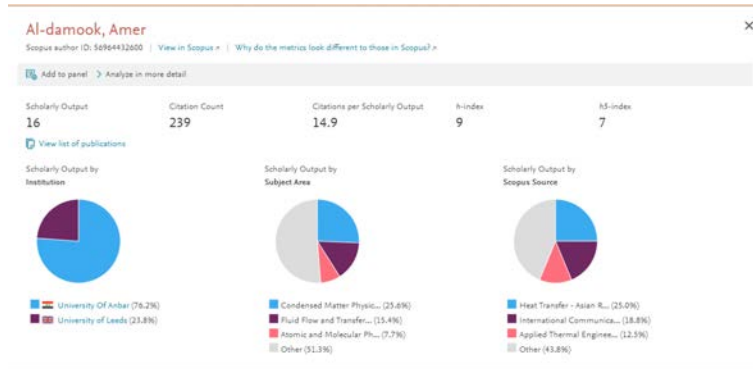 Al-damook, Amer
Scopus author ID: 56964432600 | View in Scopus ↗ | Why do the metrics look different to those in Scopus? ↗
Add to panel > Analyze in more detail
Scholarly Output Citation Count Citations per Scholarly Output h-index h5-index
16 239 14.9 9 7
View list of publications
Scholarly Output by Scholarly Output by Scholarly Output by
Institution Subject Area Scopus Source
University Of Anbar (76.2%) Condensed Matter Physic... (25.6%) Heat Transfer - Asian R... (25.0%)
University of Leeds (23.8%) Fluid Flow and Transfer... (15.4%) International Communica... (18.8%)
Atomic and Molecular Ph... (7.7%) Applied Thermal Enginee... (12.5%)
Other (51.3%) Other (43.8%)